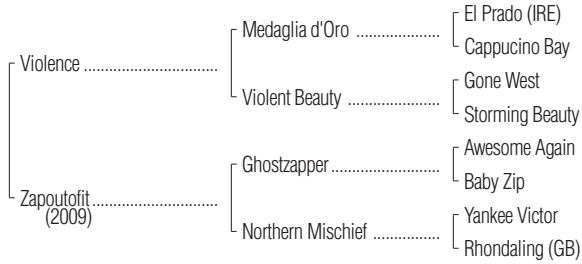 El Prado (IRE)
Medaglia d'Oro ....................
Cappucino Bay
Violence ................................
Gone West
Violent Beauty ......................
Storming Beauty
Awesome Again
Ghostzapper..........................
Baby Zip
Zapoutofit..............................
(2009)
Yankee Victor
Northern Mischief ................
Rhondaling (GB)